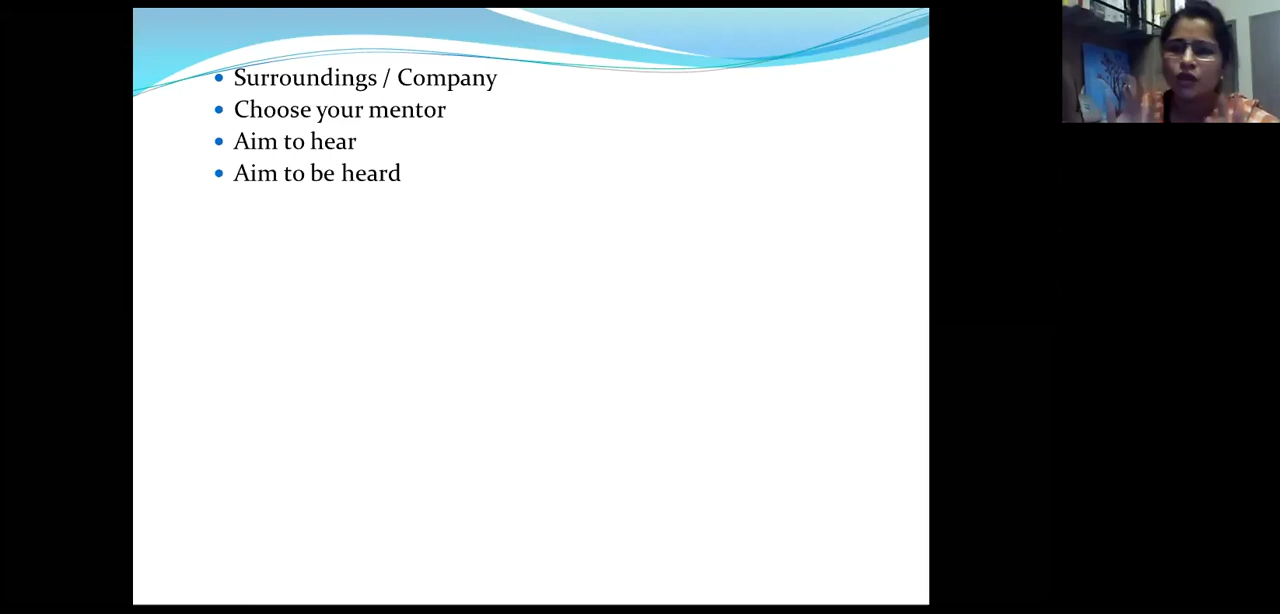 Surroundings / Company
Choose your mentor
Aim to hear
Aim to be heard